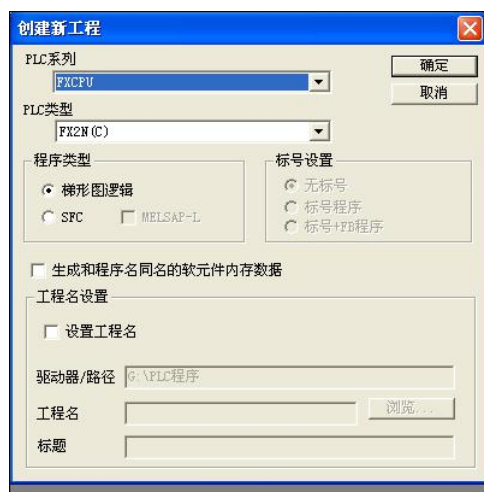 创建新工程
PLC系列
确定
FXCPU
取消
PLC类型
FX2N(C)
程序类型
标号设置
梯形图逻辑
无标号
SFC
MELSAP-L
标号程序
标号+FB程序
生成和程序名同名的软元件内存数据
工程名设置
设置工程名
驱动器/路径 G:\PLC程序
工程名
浏览...
标题